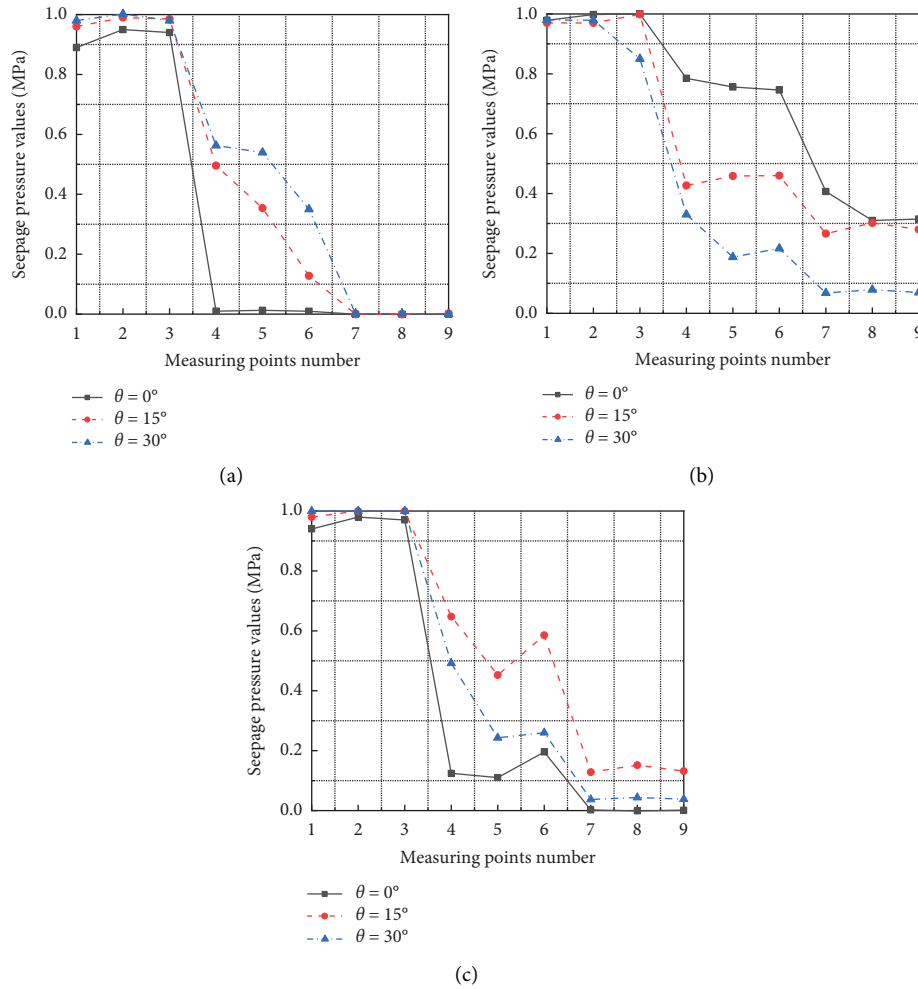 1.0
0.8
0.6
0.4
0.2
0.0
Seepage pressure values (MPa)
1 2 3 4 5 6 7 8 9
Measuring points number
θ = 0°
θ = 15°
θ = 30°
(a)
1.0
0.8
0.6
0.4
0.2
0.0
Seepage pressure values (MPa)
1 2 3 4 5 6 7 8 9
Measuring points number
θ = 0°
θ = 15°
θ = 30°
(b)
1.0
0.8
0.6
0.4
0.2
0.0
Seepage pressure values (MPa)
1 2 3 4 5 6 7 8 9
Measuring points number
θ = 0°
θ = 15°
θ = 30°
(c)